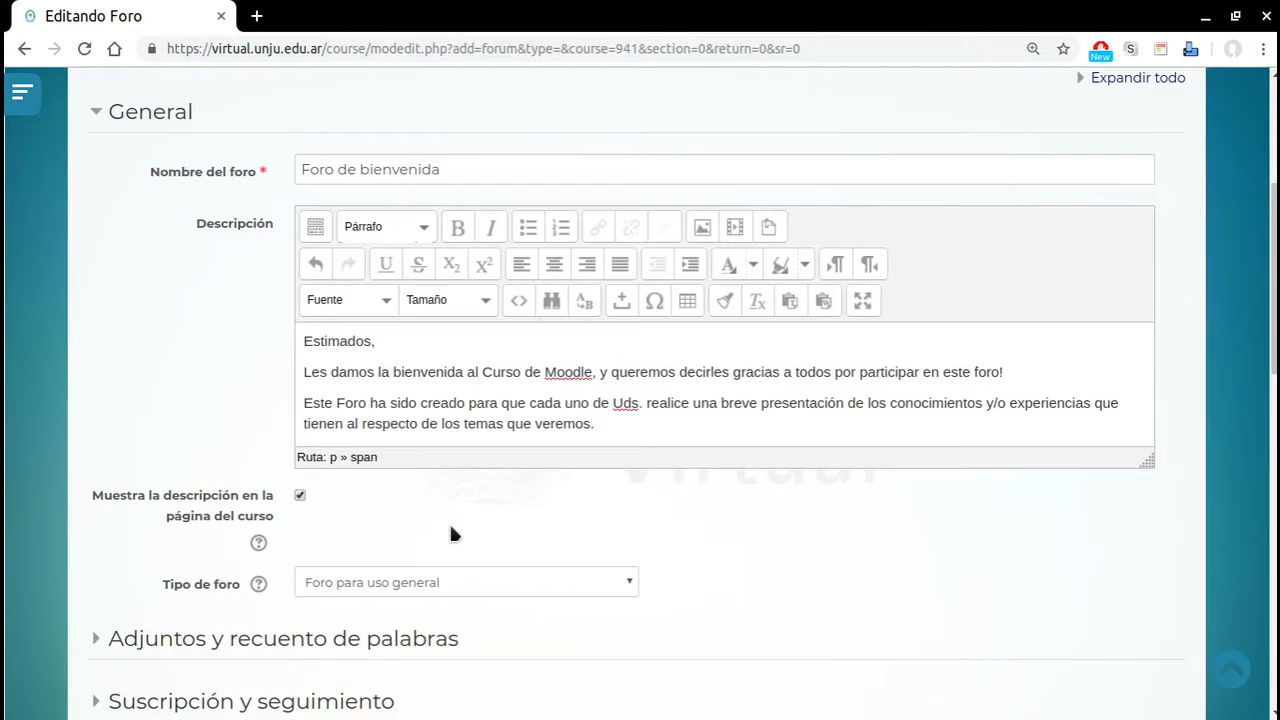 Editando Foro
https://virtual.unju.edu.ar/course/modedit.php?add=forum&type=&course=941&section=0&return=0&sr=0
New
S
Expandir todo
General
Nombre del foro *
Foro de bienvenida
Descripción
Párrafo
Fuente
Tamaño
Estimados,
Les damos la bienvenida al Curso de Moodle, y queremos decirles gracias a todos por participar en este foro!
Este Foro ha sido creado para que cada uno de Uds. realice una breve presentación de los conocimientos y/o experiencias que
tienen al respecto de los temas que veremos.
Ruta: p » span
Virtual
Muestra la descripción en la
página del curso
Tipo de foro
Foro para uso general
Adjuntos y recuento de palabras
Suscripción y seguimiento